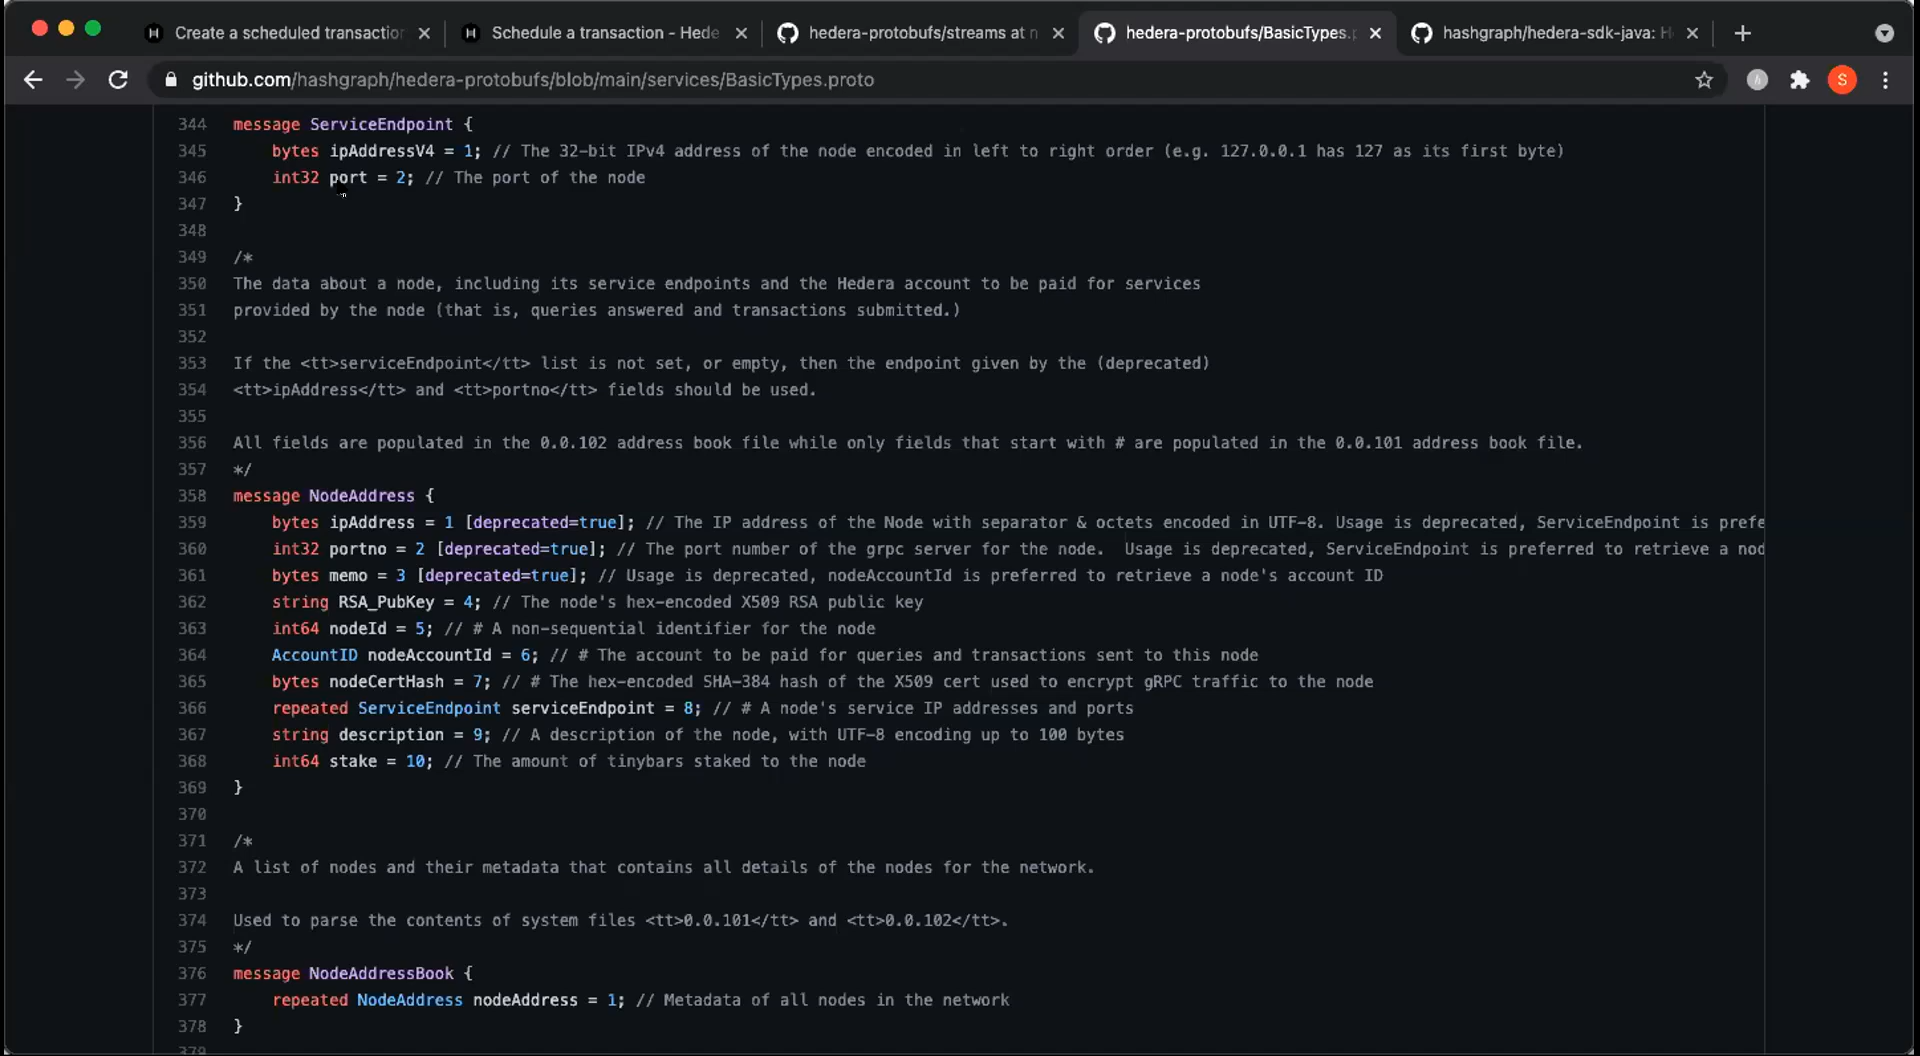 Create a scheduled transaction
Schedule a transaction - Hede
hedera-protobufs/streams at m
hedera-protobufs/BasicTypes.p
hashgraph/hedera-sdk-java: H
github.com/hashgraph/hedera-protobufs/blob/main/services/BasicTypes.proto
S
344 message ServiceEndpoint {
345 bytes ipAddressV4 = 1; // The 32-bit IPv4 address of the node encoded in left to right order (e.g. 127.0.0.1 has 127 as its first byte)
346 int32 port = 2; // The port of the node
347 }
348
349 /*
350 The data about a node, including its service endpoints and the Hedera account to be paid for services
351 provided by the node (that is, queries answered and transactions submitted.)
352
353 If the <tt>serviceEndpoint</tt> list is not set, or empty, then the endpoint given by the (deprecated)
354 <tt>ipAddress</tt> and <tt>portno</tt> fields should be used.
355
356 All fields are populated in the 0.0.102 address book file while only fields that start with # are populated in the 0.0.101 address book file.
357 */
358 message NodeAddress {
359 bytes ipAddress = 1 [deprecated=true]; // The IP address of the Node with separator & octets encoded in UTF-8. Usage is deprecated, ServiceEndpoint is prefe
360 int32 portno = 2 [deprecated=true]; // The port number of the grpc server for the node. Usage is deprecated, ServiceEndpoint is preferred to retrieve a nod
361 bytes memo = 3 [deprecated=true]; // Usage is deprecated, nodeAccountId is preferred to retrieve a node's account ID
362 string RSA_PubKey = 4; // The node's hex-encoded X509 RSA public key
363 int64 nodeId = 5; // # A non-sequential identifier for the node
364 AccountID nodeAccountId = 6; // # The account to be paid for queries and transactions sent to this node
365 bytes nodeCertHash = 7; // # The hex-encoded SHA-384 hash of the X509 cert used to encrypt gRPC traffic to the node
366 repeated ServiceEndpoint serviceEndpoint = 8; // # A node's service IP addresses and ports
367 string description = 9; // A description of the node, with UTF-8 encoding up to 100 bytes
368 int64 stake = 10; // The amount of tinybars staked to the node
369 }
370
371 /*
372 A list of nodes and their metadata that contains all details of the nodes for the network.
373
374 Used to parse the contents of system files <tt>0.0.101</tt> and <tt>0.0.102</tt>.
375 */
376 message NodeAddressBook {
377 repeated NodeAddress nodeAddress = 1; // Metadata of all nodes in the network
378 }
379